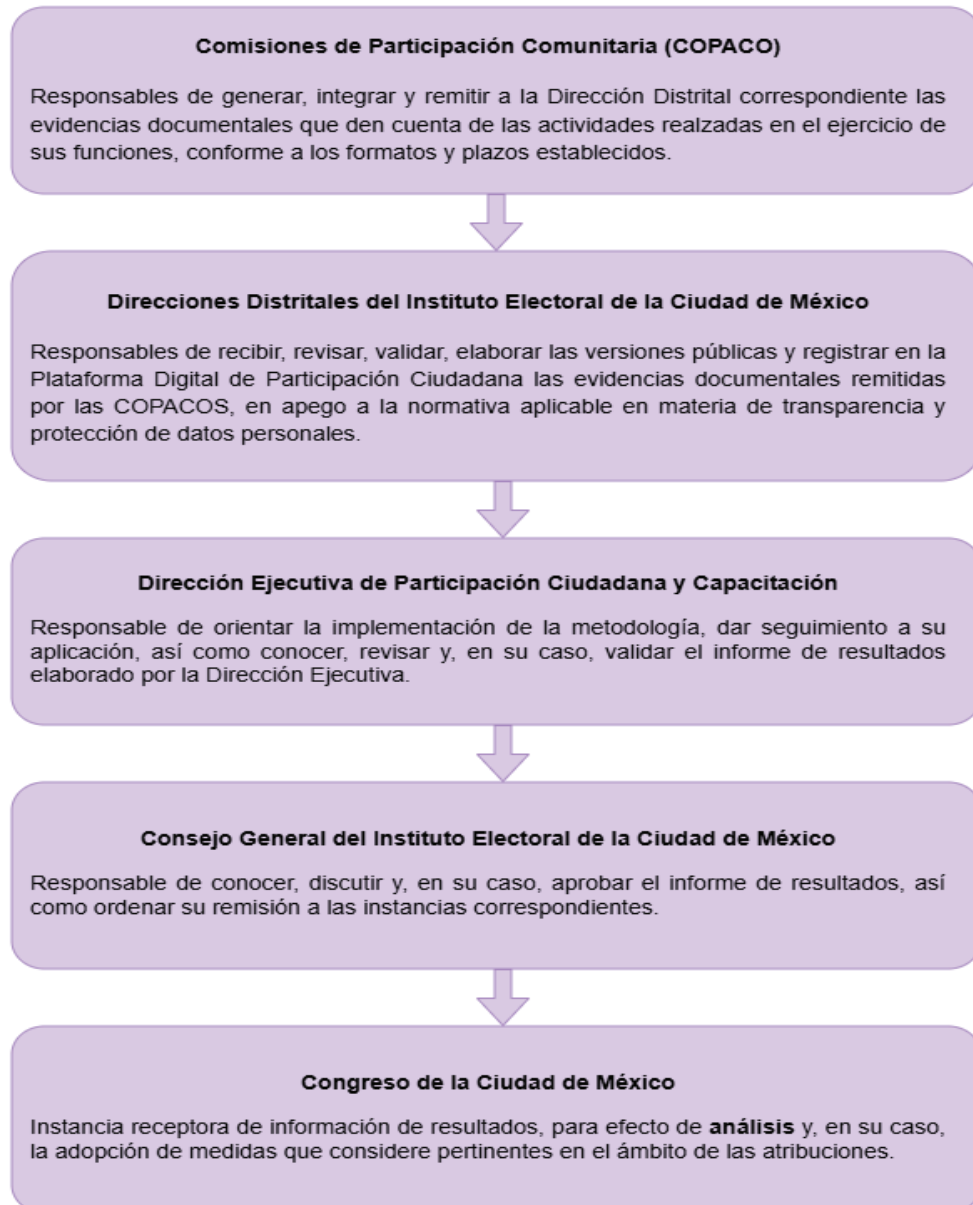 Comisiones de Participación Comunitaria (COPACO)
Responsables de generar, integrar y remitir a la Dirección Distrital correspondiente las
evidencias documentales que den cuenta de las actividades realzadas en el ejercicio de
sus funciones, conforme a los formatos y plazos establecidos.
Direcciones Distritales del Instituto Electoral de la Ciudad de México
Responsables de recibir, revisar, validar, elaborar las versiones públicas y registrar en la
Plataforma Digital de Participación Ciudadana las evidencias documentales remitidas
por las COPACOS, en apego a la normativa aplicable en materia de transparencia y
protección de datos personales.
Dirección Ejecutiva de Participación Ciudadana y Capacitación
Responsable de orientar la implementación de la metodología, dar seguimiento a su
aplicación, así como conocer, revisar y, en su caso, validar el informe de resultados
elaborado por la Dirección Ejecutiva.
Consejo General del Instituto Electoral de la Ciudad de México
Responsable de conocer, discutir y, en su caso, aprobar el informe de resultados, así
como ordenar su remisión a las instancias correspondientes.
Congreso de la Ciudad de México
Instancia receptora de información de resultados, para efecto de análisis y, en su caso,
la adopción de medidas que considere pertinentes en el ámbito de las atribuciones.